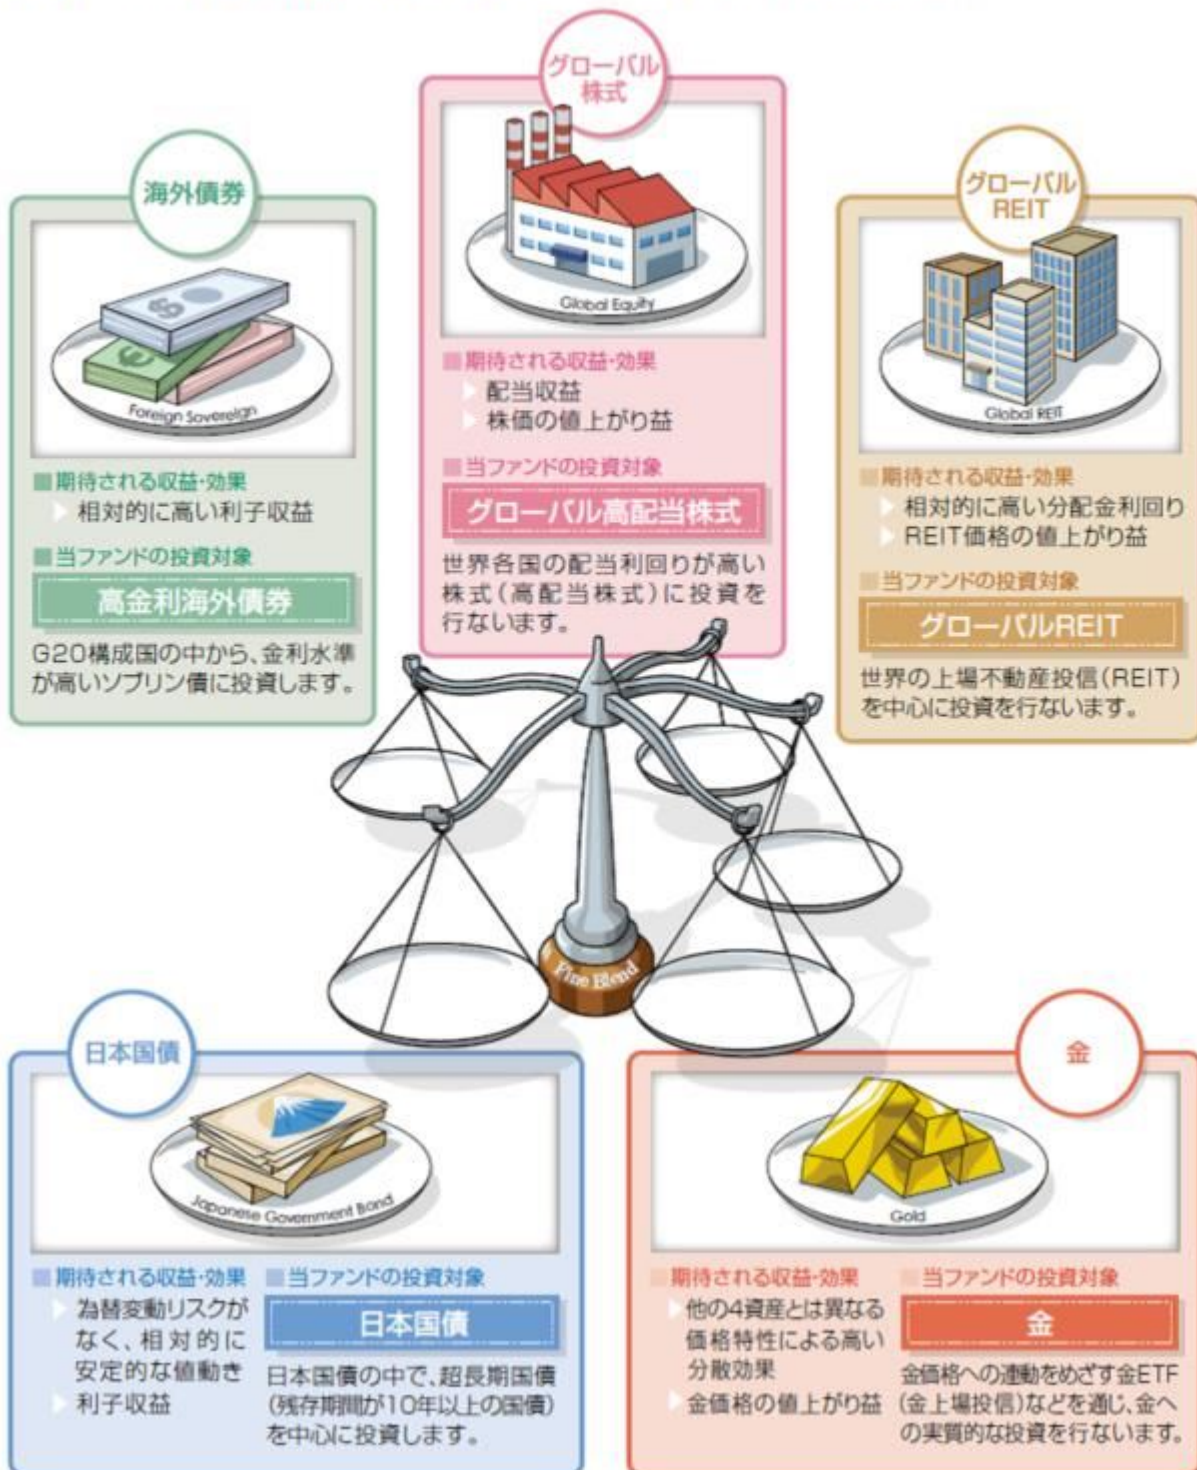 グローバル
株式
海外債券
グローバル
REIT
Global Equity
Foreign Sovereign
Global REIT
■期待される収益・効果
配当収益
株価の値上がり益
■当ファンドの投資対象
グローバル高配当株式
世界各国の配当利回りが高い
株式(高配当株式)に投資を
行ないます。
■期待される収益・効果
相対的に高い利子収益
■当ファンドの投資対象
高金利海外債券
G20構成国の中から、金利水準
が高いソブリン債に投資します。
■期待される収益・効果
相対的に高い分配金利回り
REIT価格の値上がり益
■当ファンドの投資対象
グローバルREIT
世界の上場不動産投信(REIT)
を中心に投資を行ないます。
Fine Blend
日本国債
Japanese Government Bond
■期待される収益・効果
為替変動リスクが
なく、相対的に
安定的な値動き
利子収益
■当ファンドの投資対象
日本国債
日本国債の中で、超長期国債
(残存期間が10年以上の国債)
を中心に投資します。
金
Gold
■期待される収益・効果
他の4資産とは異なる
価格特性による高い
分散効果
金価格の値上がり益
■当ファンドの投資対象
金
金価格への連動をめざす金ETF
(金上場投信)などを通じ、金へ
の実質的な投資を行ないます。